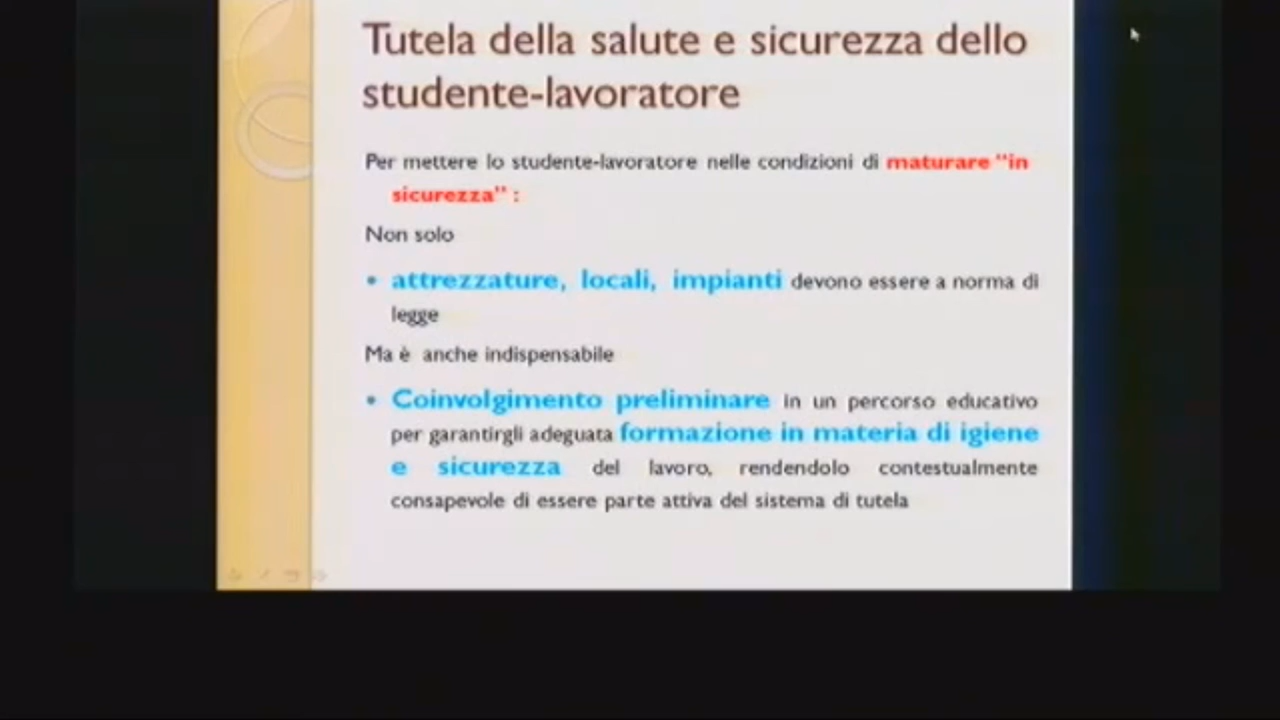 Tutela della salute e sicurezza dello
studente-lavoratore
Per mettere lo studente-lavoratore nelle condizioni di maturare "in
sicurezza" :
Non solo
• attrezzature, locali, impianti devono essere a norma di
legge
Ma è anche indispensabile
• Coinvolgimento preliminare in un percorso educativo
per garantirgli adeguata formazione in materia di igiene
e sicurezza del lavoro, rendendolo contestualmente
consapevole di essere parte attiva del sistema di tutela